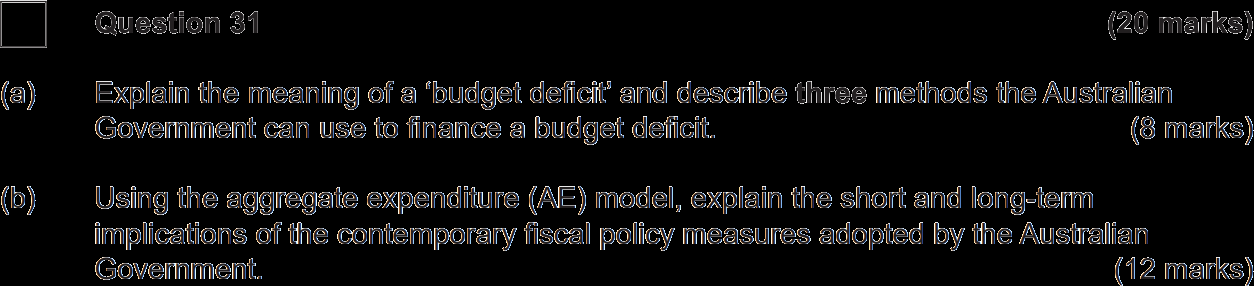 Question 31 (20 marks)
(a) Explain the meaning of a ‘budget deficit’ and describe three methods the Australian
Government can use to finance a budget deficit. (8 marks)
(b) Using the aggregate expenditure (AE) model, explain the short and long-term
implications of the contemporary fiscal policy measures adopted by the Australian
Government. (12 marks)